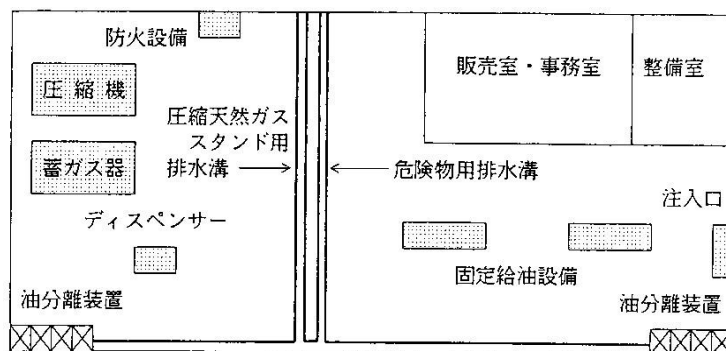 防火設備
圧縮機
蓄ガス器
圧縮天然ガス
スタンド用
排水溝
ディスペンサー
油分離装置
販売室・事務室
整備室
危険物用排水溝
注入口
固定給油設備
油分離装置